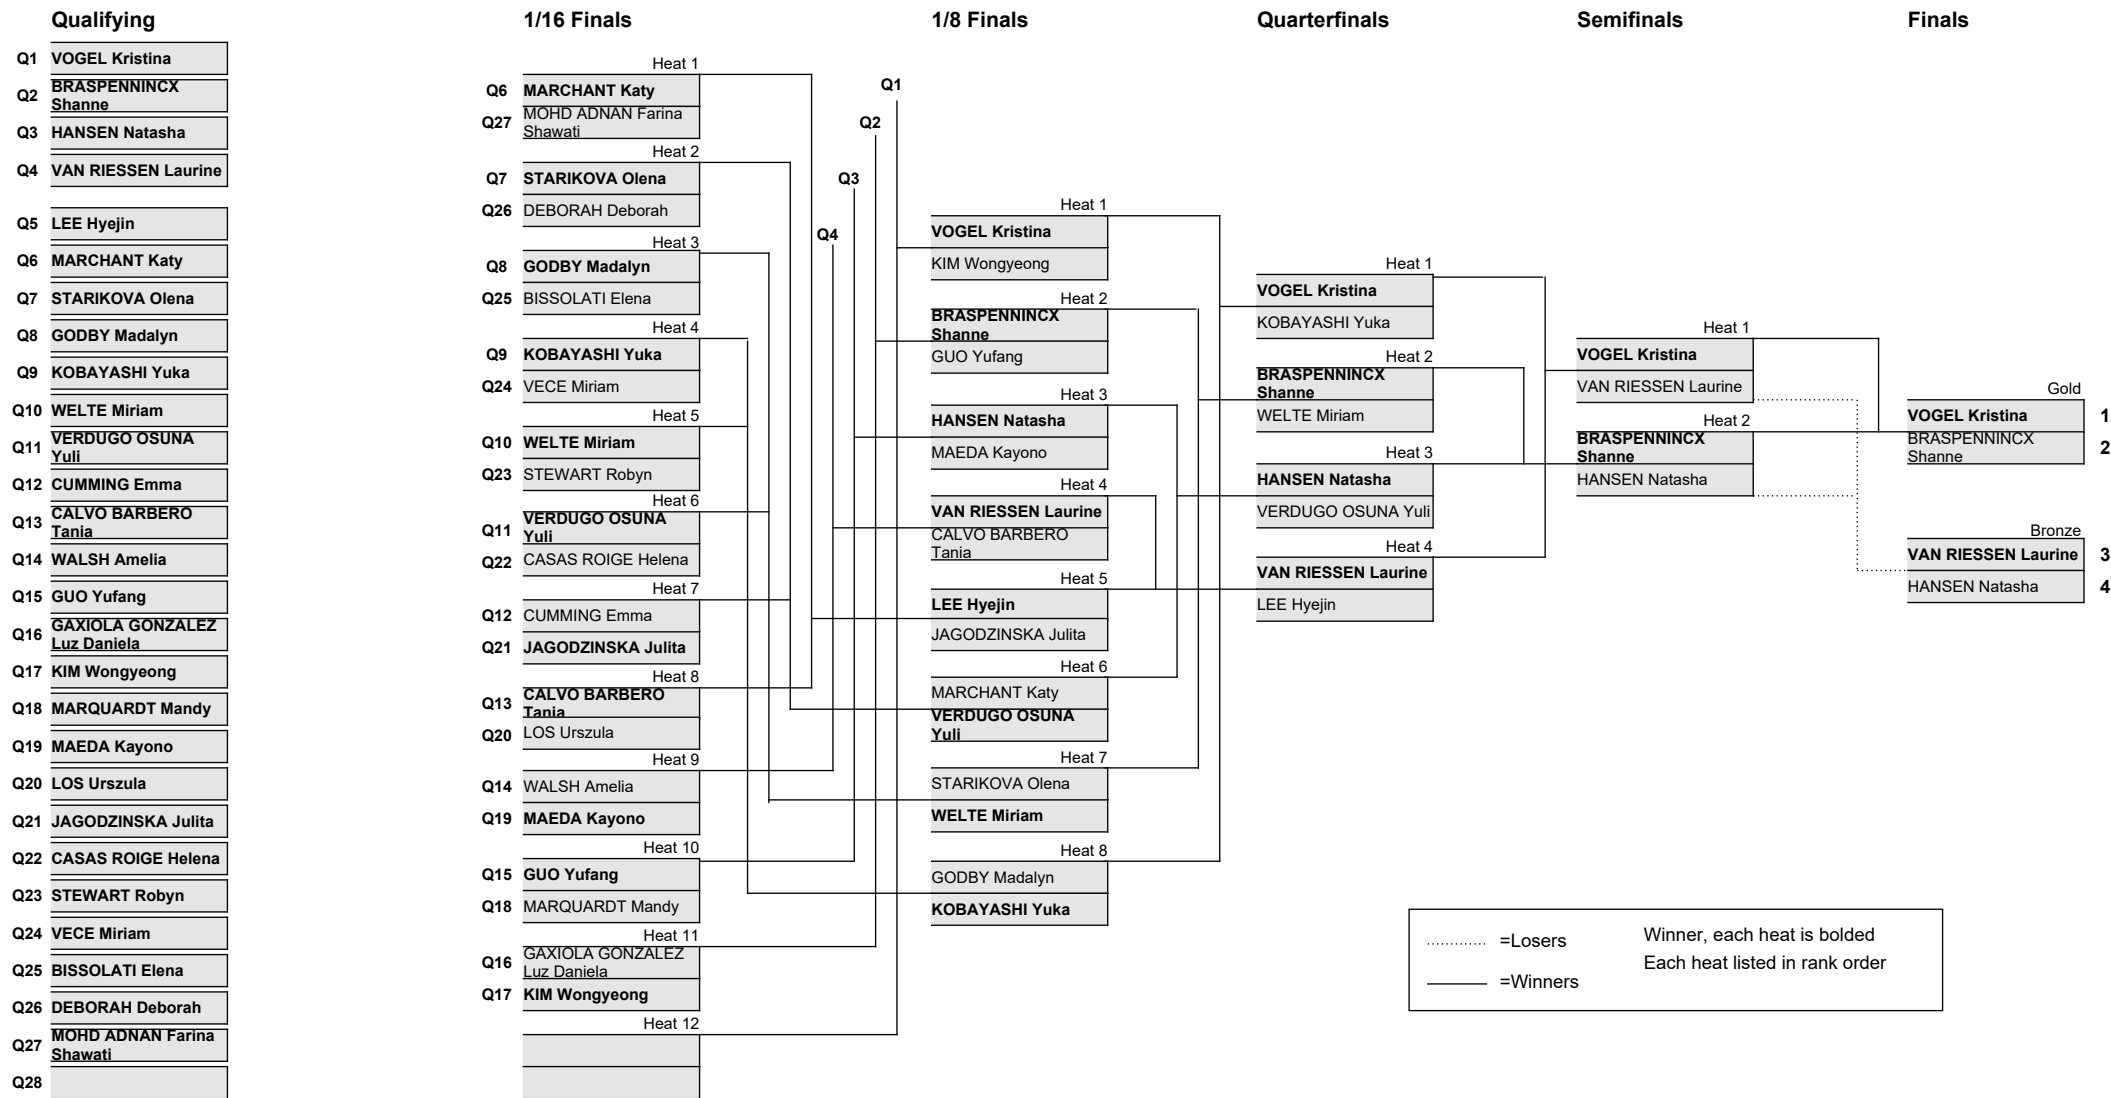 Qualifying
1/16 Finals
1/8 Finals
Quarterfinals
Semifinals
Finals
Q1 VOGEL Kristina
Q2 BRASPENNINCX
Shanne
Q3 HANSEN Natasha
Q4 VAN RIESSEN Laurine
Q5 LEE Hyejin
Q6 MARCHANT Katy
Q7 STARIKOVA Olena
Q8 GODBY Madalyn
Q9 KOBAYASHI Yuka
Q10 WELTE Miriam
Q11 VERDUGO OSUNA
Yuli
Q12 CUMMING Emma
Q13 CALVO BARBERO
Tania
Q14 WALSH Amelia
Q15 GUO Yufang
Q16 GAXIOLA GONZALEZ
Luz Daniela
Q17 KIM Wongyeong
Q18 MARQUARDT Mandy
Q19 MAEDA Kayono
Q20 LOS Urszula
Q21 JAGODZINSKA Julita
Q22 CASAS ROIGE Helena
Q23 STEWART Robyn
Q24 VECE Miriam
Q25 BISSOLATI Elena
Q26 DEBORAH Deborah
Q27 MOHD ADNAN Farina
Shawati
Q28
Heat 1
Q6 MARCHANT Katy
Q27 MOHD ADNAN Farina
Shawati
Heat 2
Q7 STARIKOVA Olena
Q26 DEBORAH Deborah
Heat 3
Q8 GODBY Madalyn
Q25 BISSOLATI Elena
Heat 4
Q9 KOBAYASHI Yuka
Q24 VECE Miriam
Heat 5
Q10 WELTE Miriam
Q23 STEWART Robyn
Heat 6
Q11 VERDUGO OSUNA
Yuli
Q22 CASAS ROIGE Helena
Heat 7
Q12 CUMMING Emma
Q21 JAGODZINSKA Julita
Heat 8
Q13 CALVO BARBERO
Tania
Q20 LOS Urszula
Heat 9
Q14 WALSH Amelia
Q19 MAEDA Kayono
Heat 10
Q15 GUO Yufang
Q18 MARQUARDT Mandy
Heat 11
Q16 GAXIOLA GONZALEZ
Luz Daniela
Q17 KIM Wongyeong
Heat 12
Q1
Q2
Q3
Q4
Heat 1
VOGEL Kristina
KIM Wongyeong
Heat 2
BRASPENNINCX
Shanne
GUO Yufang
Heat 3
HANSEN Natasha
MAEDA Kayono
Heat 4
VAN RIESSEN Laurine
CALVO BARBERO
Tania
Heat 5
LEE Hyejin
JAGODZINSKA Julita
Heat 6
MARCHANT Katy
VERDUGO OSUNA
Yuli
Heat 7
STARIKOVA Olena
WELTE Miriam
Heat 8
GODBY Madalyn
KOBAYASHI Yuka
Heat 1
VOGEL Kristina
KOBAYASHI Yuka
Heat 2
BRASPENNINCX
Shanne
WELTE Miriam
Heat 3
HANSEN Natasha
VERDUGO OSUNA Yuli
Heat 4
VAN RIESSEN Laurine
LEE Hyejin
Heat 1
VOGEL Kristina
VAN RIESSEN Laurine
Heat 2
BRASPENNINCX
Shanne
HANSEN Natasha
Gold
VOGEL Kristina 1
BRASPENNINCX
Shanne 2
Bronze
VAN RIESSEN Laurine 3
HANSEN Natasha 4
=Losers
=Winners
Winner, each heat is bolded
Each heat listed in rank order